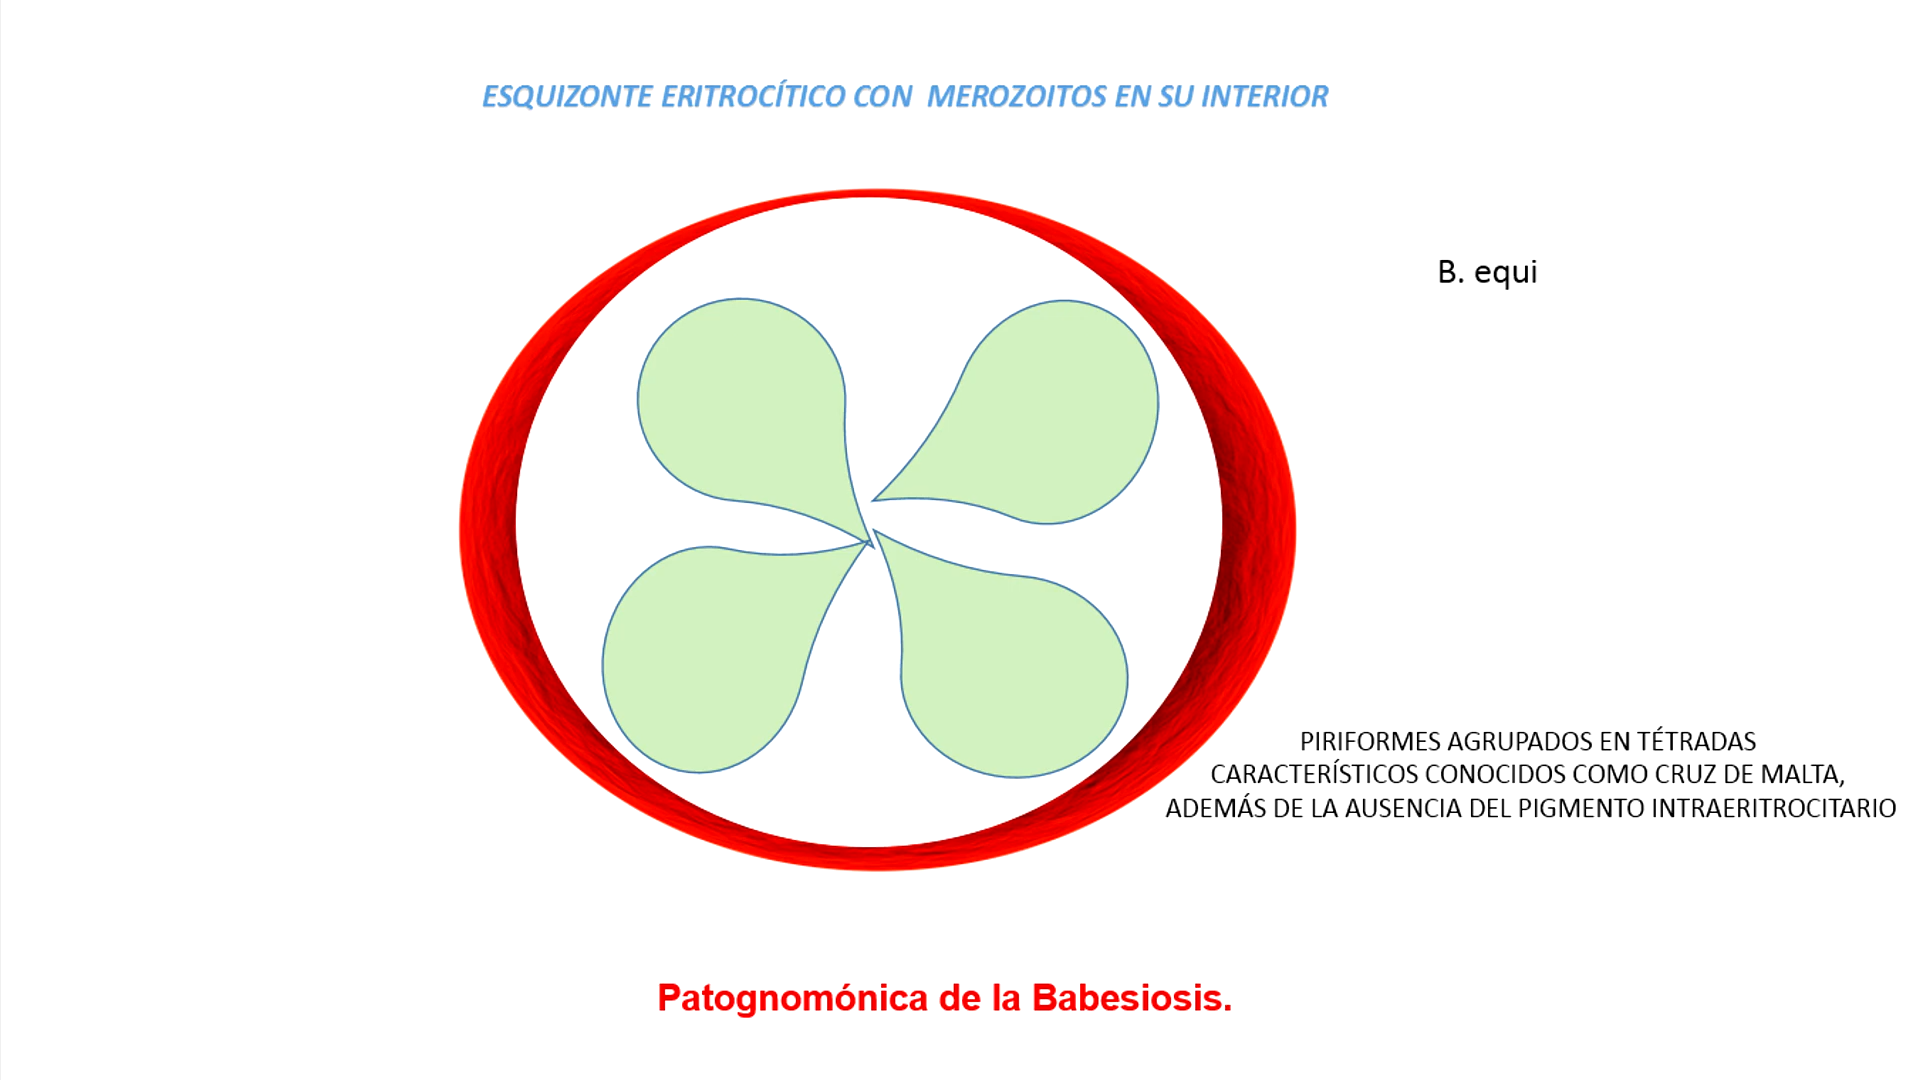 ESQUIZONTE ERITROCÍTICO CON MEROZOITOS EN SU INTERIOR
B. equi
PIRIFORMES AGRUPADOS EN TÉTRADAS
CARACTERÍSTICOS CONOCIDOS COMO CRUZ DE MALTA,
ADEMÁS DE LA AUSENCIA DEL PIGMENTO INTRAERITROCITARIO
Patognomónica de la Babesiosis.